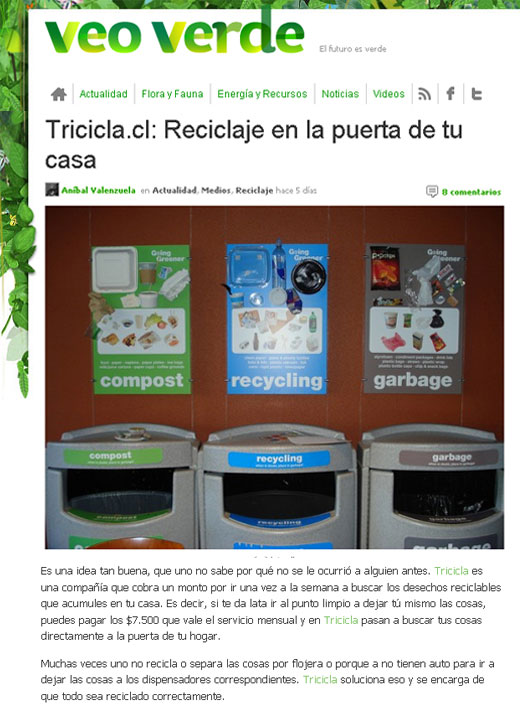 veo verde
El futuro es verde
Actualidad
Flora y Fauna
Energía y Recursos
Noticias
Videos
Tricicla.cl: Reciclaje en la puerta de tu
casa
Aníbal Valenzuela en Actualidad, Medios, Reciclaje hace 5 días
8 comentarios
Going Greener
compost
Going Greener
recycling
Going Greener
garbage
compost
recycling
garbage
recycling
Es una idea tan buena, que uno no sabe por qué no se le ocurrió a alguien antes. Tricicla es
una compañía que cobra un monto por ir una vez a la semana a buscar los desechos reciclables
que acumules en tu casa. Es decir, si te da lata ir al punto limpio a dejar tú mismo las cosas,
puedes pagar los $7.500 que vale el servicio mensual y en Tricicla pasan a buscar tus cosas
directamente a la puerta de tu hogar.
Muchas veces uno no recicla o separa las cosas por flojera o porque a no tienen auto para ir a
dejar las cosas a los dispensadores correspondientes. Tricicla soluciona eso y se encarga de
que todo sea reciclado correctamente.